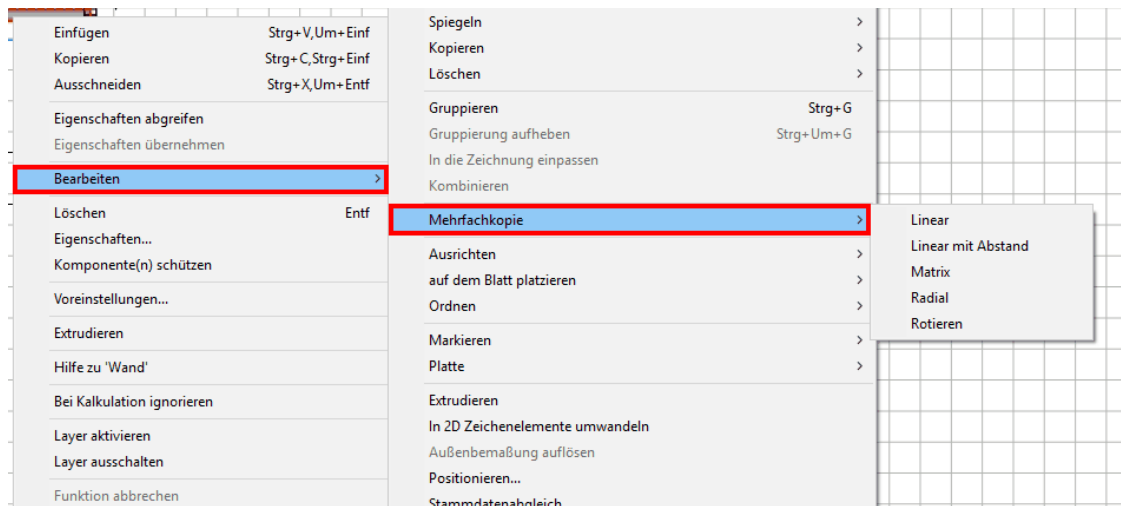 Einfügen Strg+V,Um+Einf
Kopieren Strg+C,Strg+Einf
Ausschneiden Strg+X,Um+Entf
Eigenschaften abgreifen
Eigenschaften übernehmen
Bearbeiten
Löschen Entf
Eigenschaften...
Komponente(n) schützen
Voreinstellungen...
Extrudieren
Hilfe zu 'Wand'
Bei Kalkulation ignorieren
Layer aktivieren
Layer ausschalten
Funktion abbrechen
Spiegeln
Kopieren
Löschen
Gruppieren Strg+G
Gruppierung aufheben Strg+Um+G
In die Zeichnung einpassen
Kombinieren
Mehrfachkopie
Ausrichten
auf dem Blatt platzieren
Ordnen
Markieren
Platte
Extrudieren
In 2D Zeichenelemente umwandeln
Außenbemaßung auflösen
Positionieren...
Stammdatenabgleich
Linear
Linear mit Abstand
Matrix
Radial
Rotieren